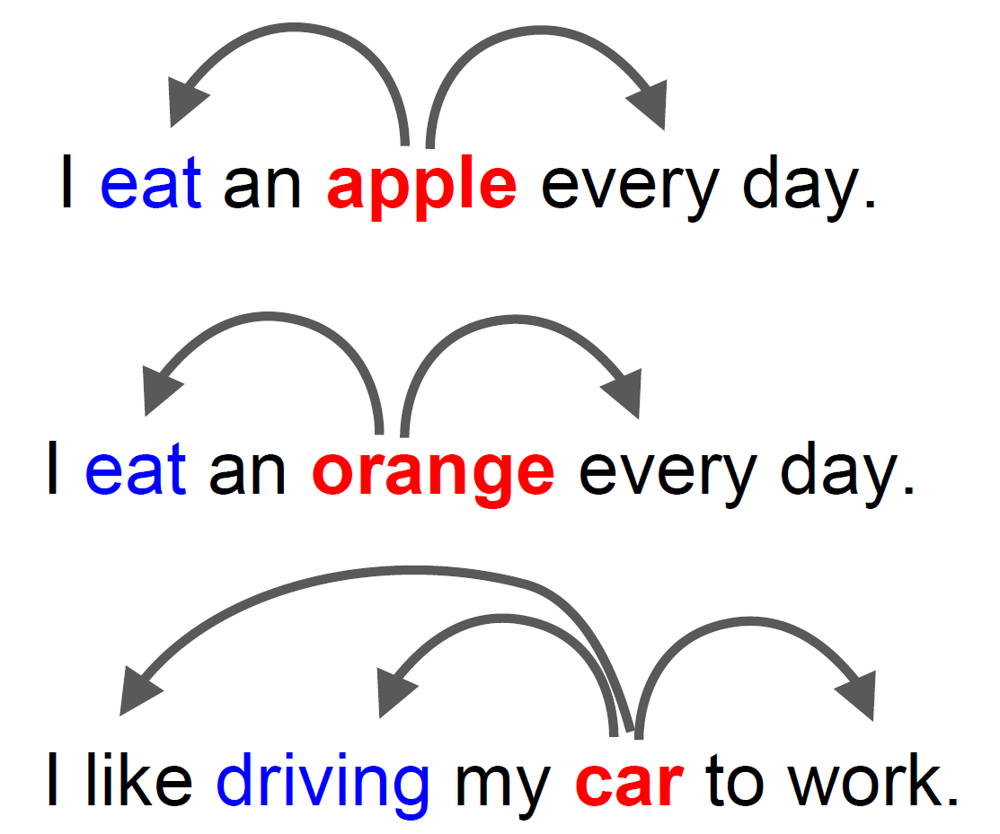 I eat an apple every day.
I eat an orange every day.
I like driving my car to work.